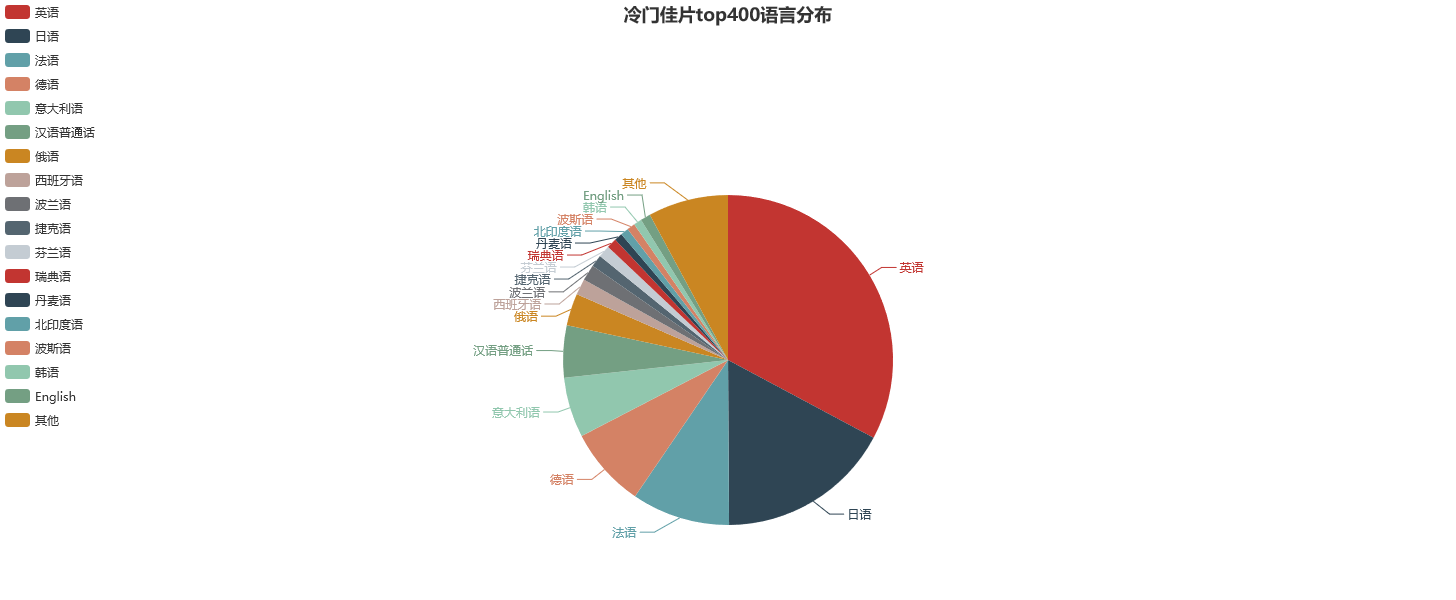 冷门佳片top400语言分布
英语
日语
法语
德语
意大利语
汉语普通话
俄语
西班牙语
波兰语
捷克语
芬兰语
瑞典语
丹麦语
北印度语
波斯语
韩语
English
其他
其他
English
韩语
波斯语
北印度语
丹麦语
瑞典语
芬兰语
捷克语
波兰语
西班牙语
俄语
汉语普通话
意大利语
德语
法语
英语
日语